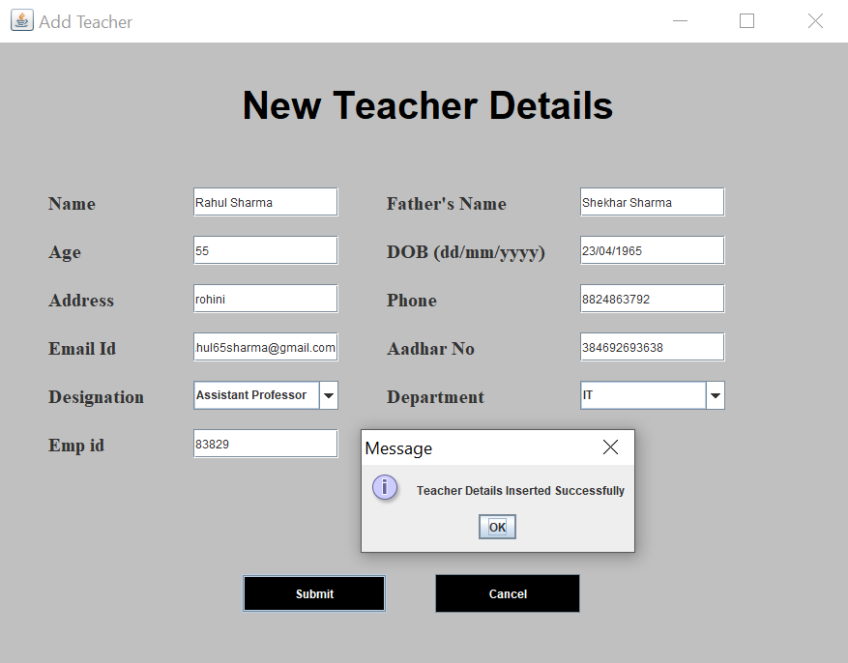 Add Teacher
New Teacher Details
Name Rahul Sharma Father's Name Shekhar Sharma
Age 55 DOB (dd/mm/yyyy) 23/04/1965
Address rohini Phone 8824863792
Email Id hul65sharma@gmail.com Aadhar No 384692693638
Designation Assistant Professor Department IT
Emp id 83829
Message
Teacher Details Inserted Successfully
OK
Submit Cancel